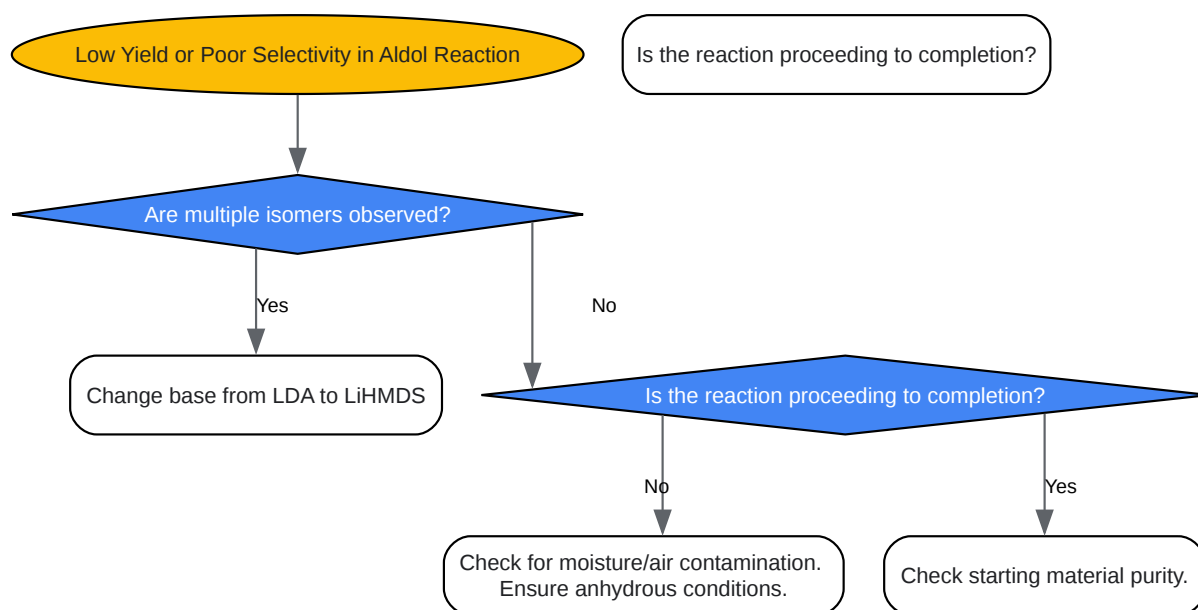 Low Yield or Poor Selectivity in Aldol Reaction
Is the reaction proceeding to completion?
Are multiple isomers observed?
Yes
No
Change base from LDA to LiHMDS
Is the reaction proceeding to completion?
No
Yes
Check for moisture/air contamination.
Ensure anhydrous conditions.
Check starting material purity.